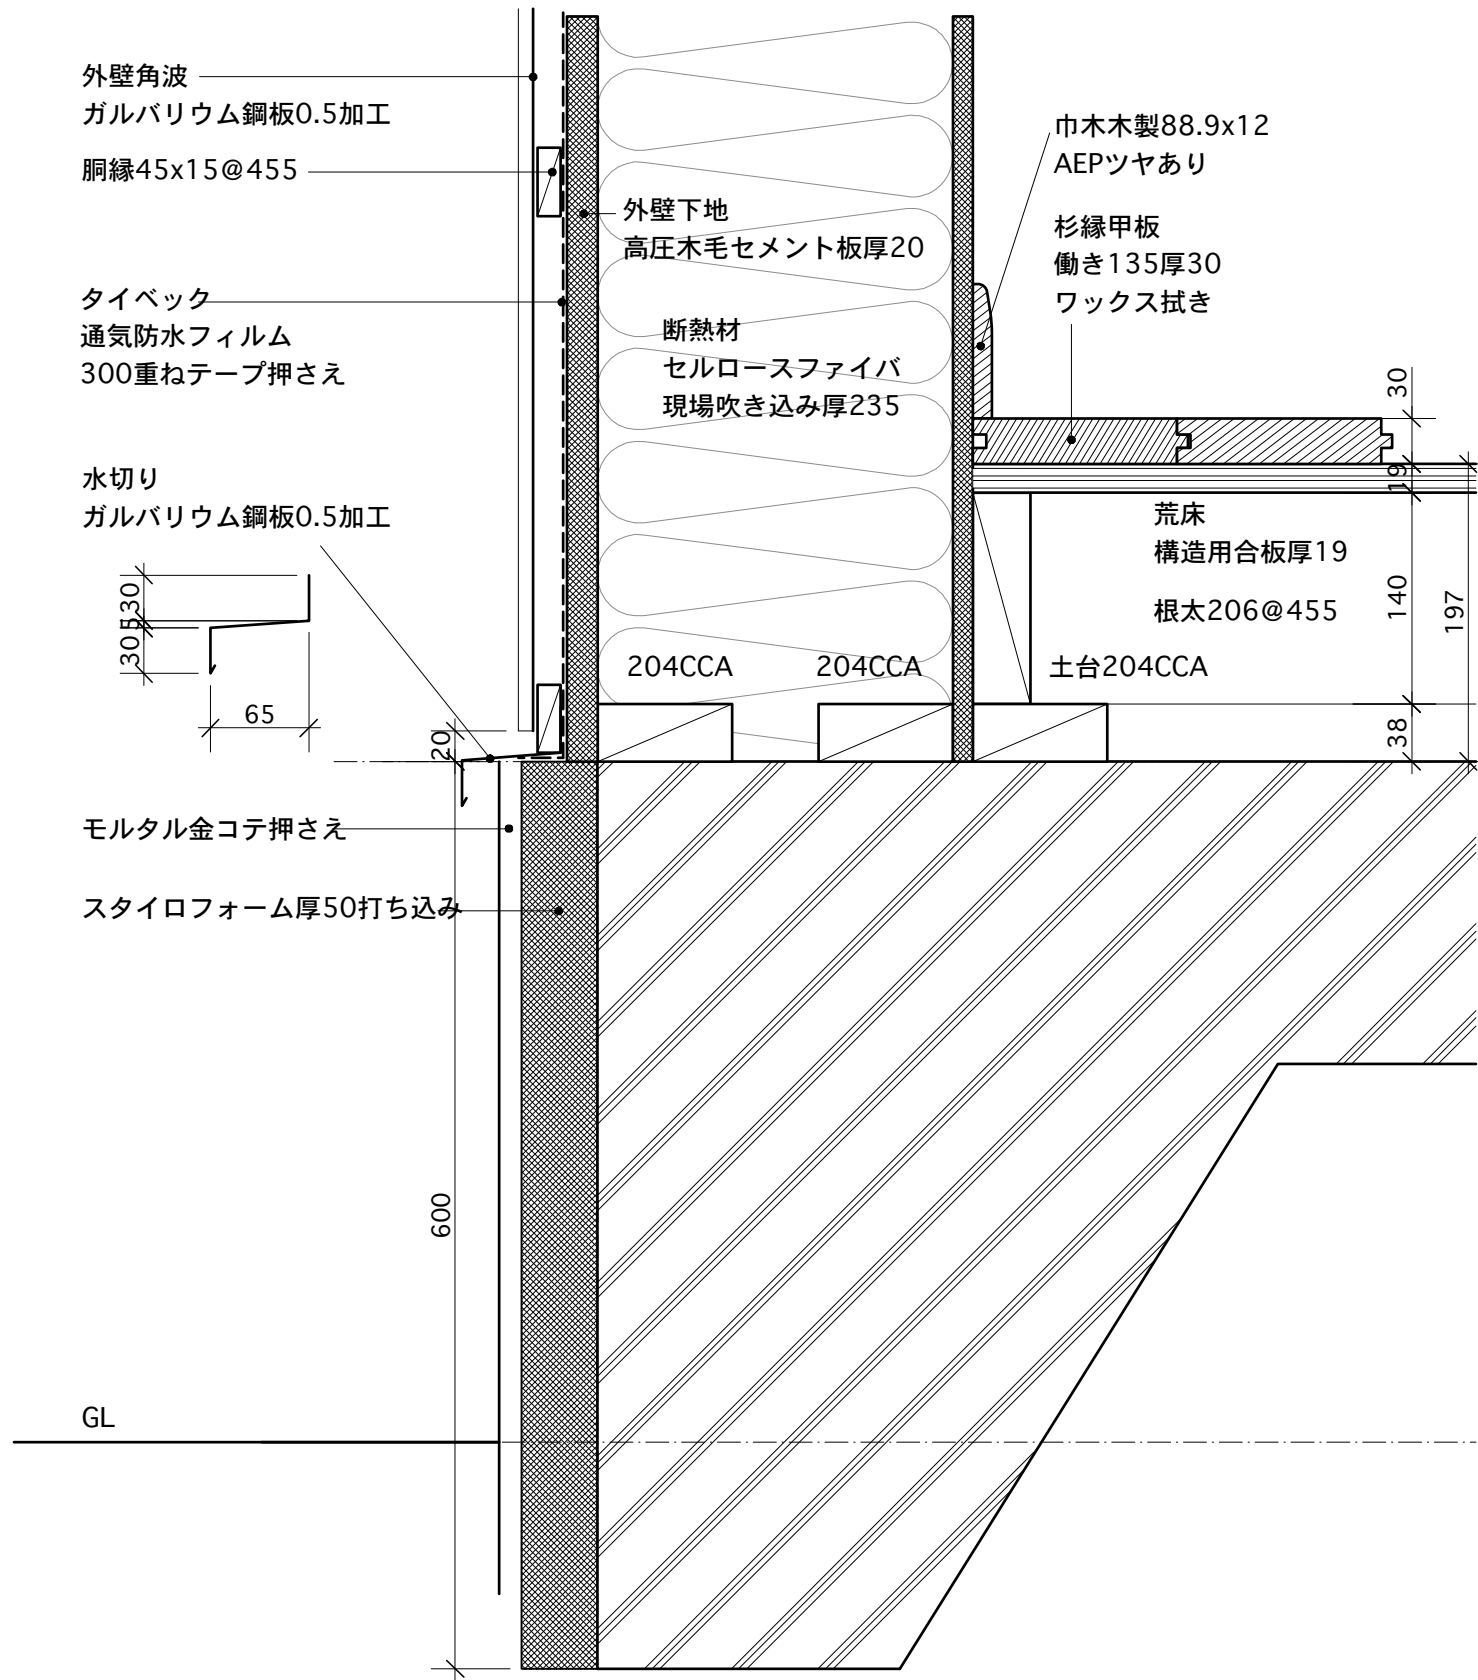 外壁角波
ガルバリウム鋼板0.5加工
胴縁45x15@455
外壁下地
高圧木毛セメント板厚20
巾木木製88.9x12
AEPツヤあり
杉縁甲板
働き135厚30
ワックス拭き
タイベック
通気防水フィルム
300重ねテープ押さえ
断熱材
セルロースファイバ
現場吹き込み厚235
30
19
水切り
ガルバリウム鋼板0.5加工
荒床
構造用合板厚19
根太206@455
140
197
30
5
30
65
204CCA
204CCA
土台204CCA
38
20
モルタル金コテ押さえ
スタイロフォーム厚50打ち込み
600
GL